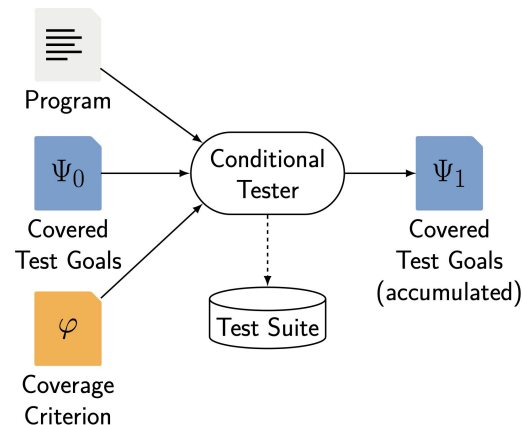 Program
Ψ0
Covered
Test Goals
φ
Coverage
Criterion
Conditional
Tester
Test Suite
Ψ1
Covered
Test Goals
(accumulated)